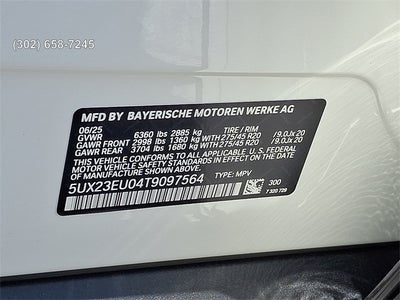 (302) 658-7245
MFD BY BAYERISCHE MOTOREN WERKE AG
06/25
GVWR 6360 lbs 2885 kg TIRE / RIM
GAWR FRONT 2998 lbs 1360 kg WITH 275/45 R20 /9.0Jx 20
GAWR REAR 3704 lbs 1680 kg WITH 275/45 R20 /9.0Jx 20
THIS VEHICLE CONFORMS TO ALL APPLICABLE U.S. FEDERAL
MOTOR VEHICLE SAFETY STANDARDS IN EFFECT ON THE
DATE OF MANUFACTURE SHOWN ABOVE.
5UX23EU04T9097564 TYPE: MPV
300
7 320 729